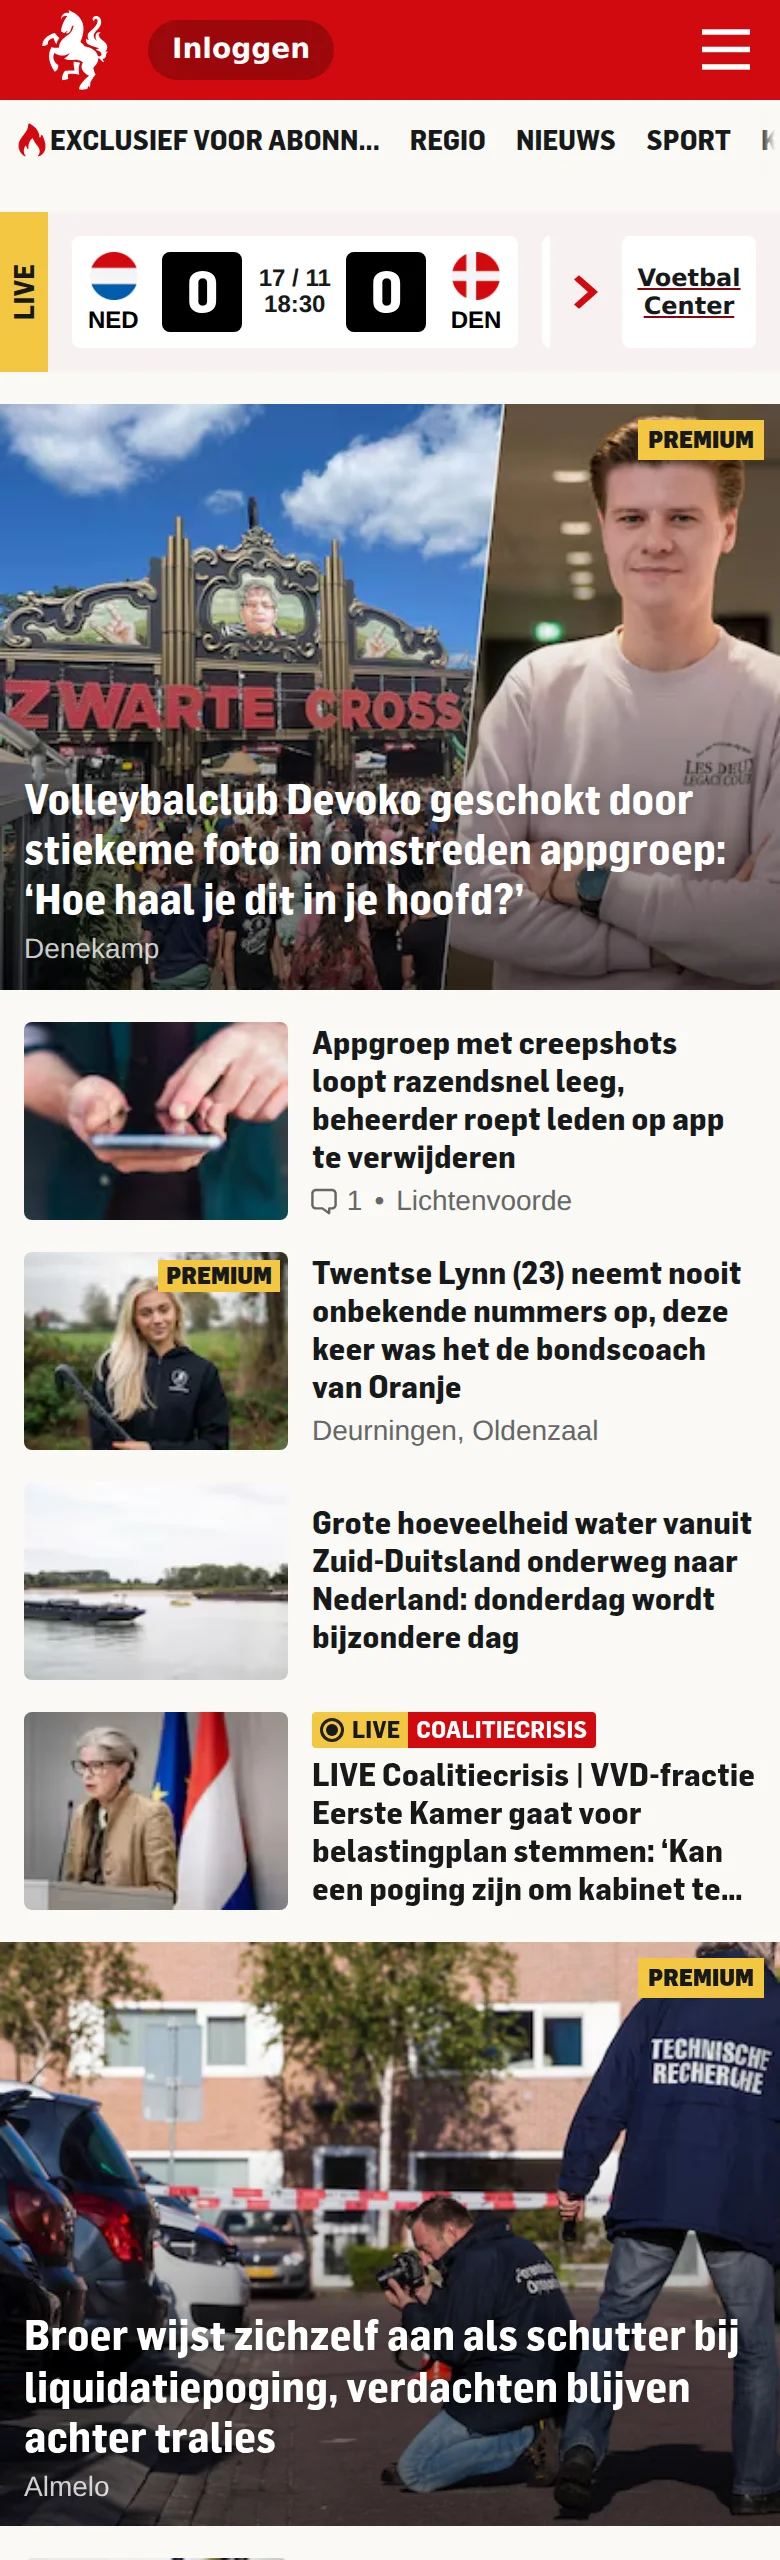 Inloggen
EXCLUSIEF VOOR ABONN... REGIO NIEUWS SPORT
LIVE
NED
0
17 / 11
18:30
0
DEN
Voetbal
Center
PREMIUM
ZWARTE CROSS
LES DEUX
Volleybalclub Devoko geschokt door
stiekeme foto in omstreden appgroep:
‘Hoe haal je dit in je hoofd?’
Denekamp
Appgroep met creepshots
loopt razendsnel leeg,
beheerder roept leden op app
te verwijderen
1 • Lichtenvoorde
PREMIUM
Twentse Lynn (23) neemt nooit
onbekende nummers op, deze
keer was het de bondscoach
van Oranje
Deurningen, Oldenzaal
Grote hoeveelheid water vanuit
Zuid-Duitsland onderweg naar
Nederland: donderdag wordt
bijzondere dag
LIVE COALITIECRISIS
LIVE Coalitiecrisis | VVD-fractie
Eerste Kamer gaat voor
belastingplan stemmen: ‘Kan
een poging zijn om kabinet te...
PREMIUM
TECHNISCHE
RECHERCHE
Broer wijst zichzelf aan als schutter bij
liquidatiepoging, verdachten blijven
achter tralies
Almelo